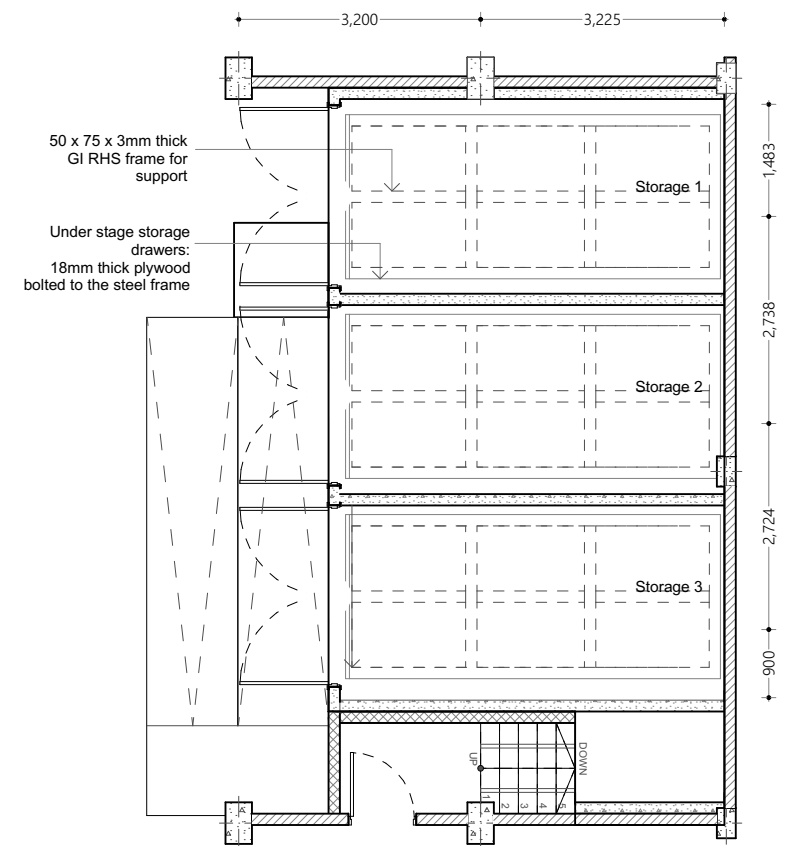 3,200
3,225
50 x 75 x 3mm thick
GI RHS frame for
support
1,483
Storage 1
Under stage storage
drawers:
18mm thick plywood
bolted to the steel frame
2,738
Storage 2
2,724
Storage 3
900
UP
DOWN
1
2
3
4
5